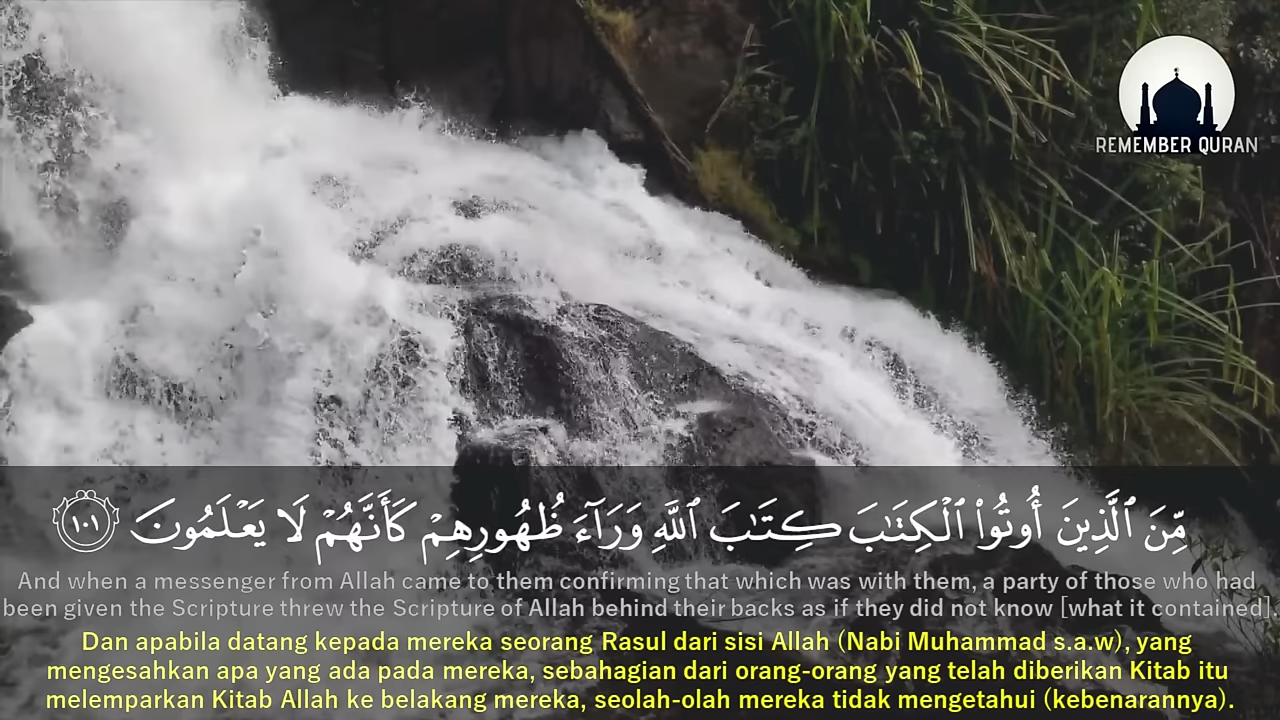 REMEMBER QURAN
مِّنَ ٱلَّذِينَ أُوتُوا۟ ٱلْكِتَٰبَ كِتَٰبَ ٱللَّهِ وَرَآءَ ظُهُورِهِمْ كَأَنَّهُمْ لَا يَعْلَمُونَ ١٠١
And when a messenger from Allah came to them confirming that which was with them, a party of those who had
been given the Scripture threw the Scripture of Allah behind their backs as if they did not know [what it contained].
Dan apabila datang kepada mereka seorang Rasul dari sisi Allah (Nabi Muhammad s.a.w), yang
mengesahkan apa yang ada pada mereka, sebahagian dari orang-orang yang telah diberikan Kitab itu
melemparkan Kitab Allah ke belakang mereka, seolah-olah mereka tidak mengetahui (kebenarannya).